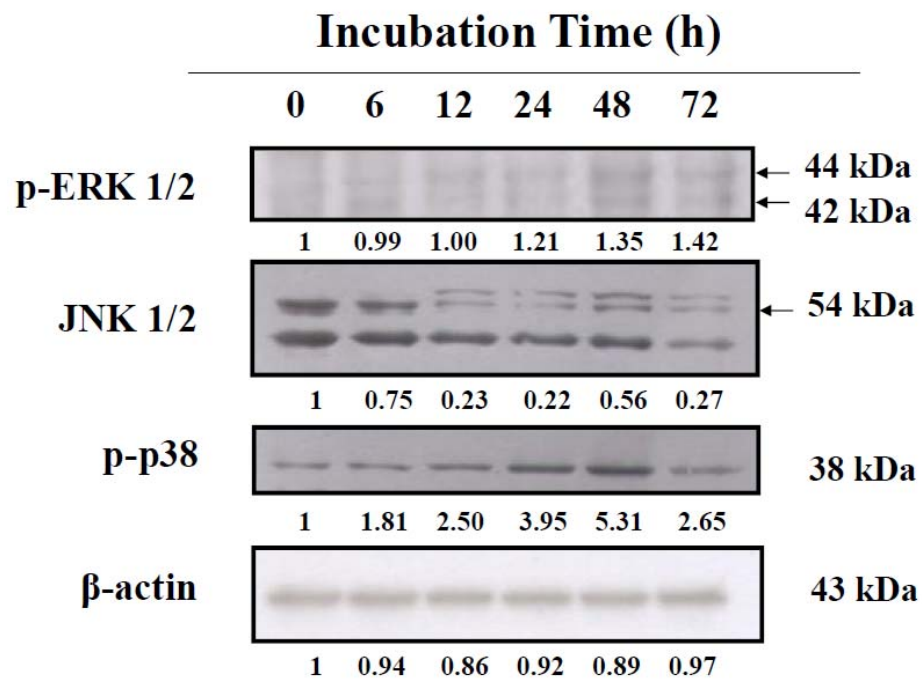 Incubation Time (h)
0 6 12 24 48 72
p-ERK 1/2
44 kDa
42 kDa
1 0.99 1.00 1.21 1.35 1.42
JNK 1/2
54 kDa
1 0.75 0.23 0.22 0.56 0.27
p-p38
38 kDa
1 1.81 2.50 3.95 5.31 2.65
β-actin
43 kDa
1 0.94 0.86 0.92 0.89 0.97